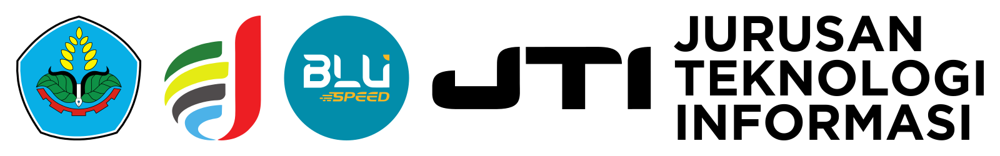 BLU
SPEED
JTI
JURUSAN
TEKNOLOGI
INFORMASI